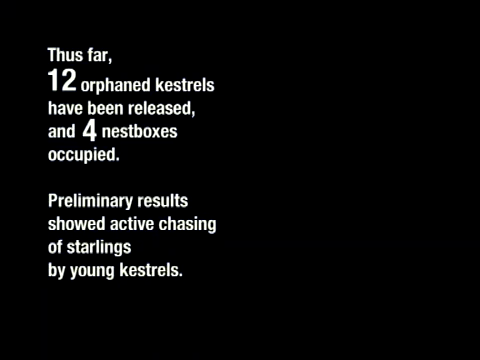 Thus far,
12 orphaned kestrels
have been released,
and 4 nestboxes
occupied.
Preliminary results
showed active chasing
of starlings
by young kestrels.